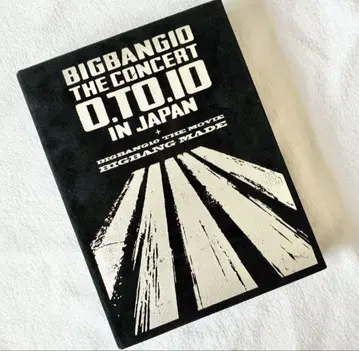 BIGBANG10
THE CONCERT
0.TO.10
IN JAPAN
+
BIGBANG10 THE MOVIE
BIGBANG MADE